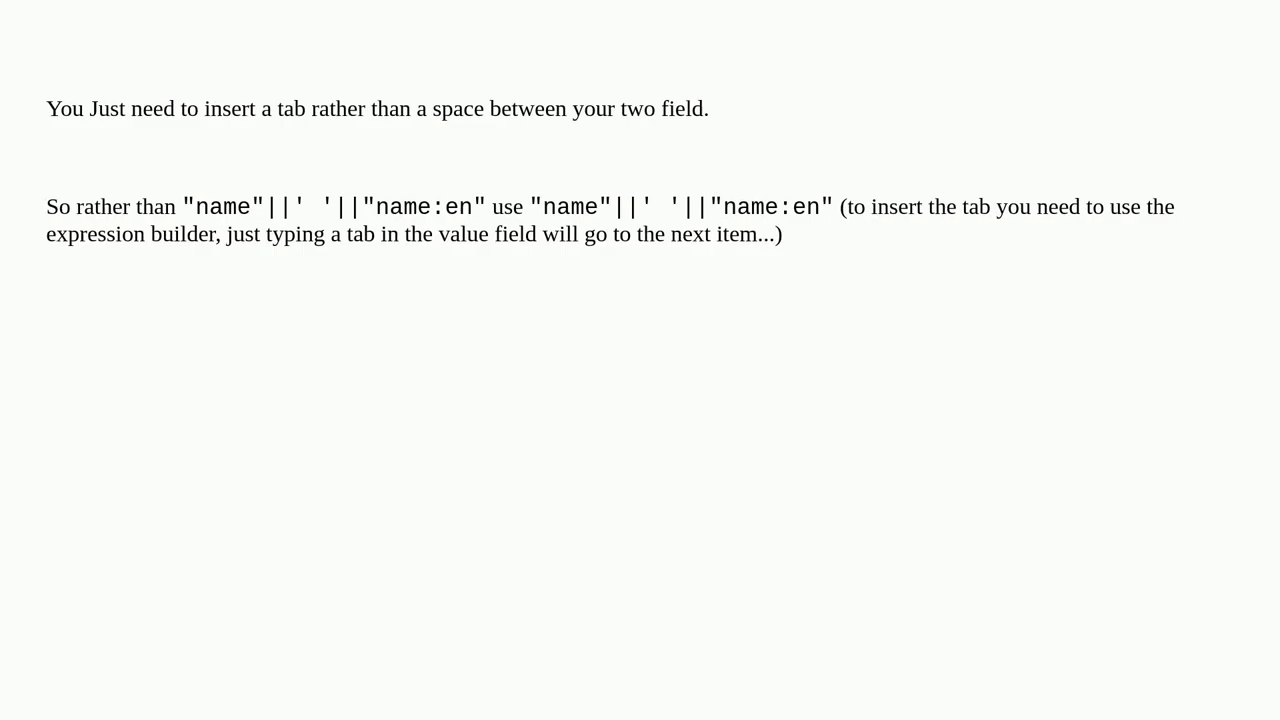 You Just need to insert a tab rather than a space between your two field.
So rather than "name"||' '||"name:en" use "name"||' '||"name:en" (to insert the tab you need to use the
expression builder, just typing a tab in the value field will go to the next item...)